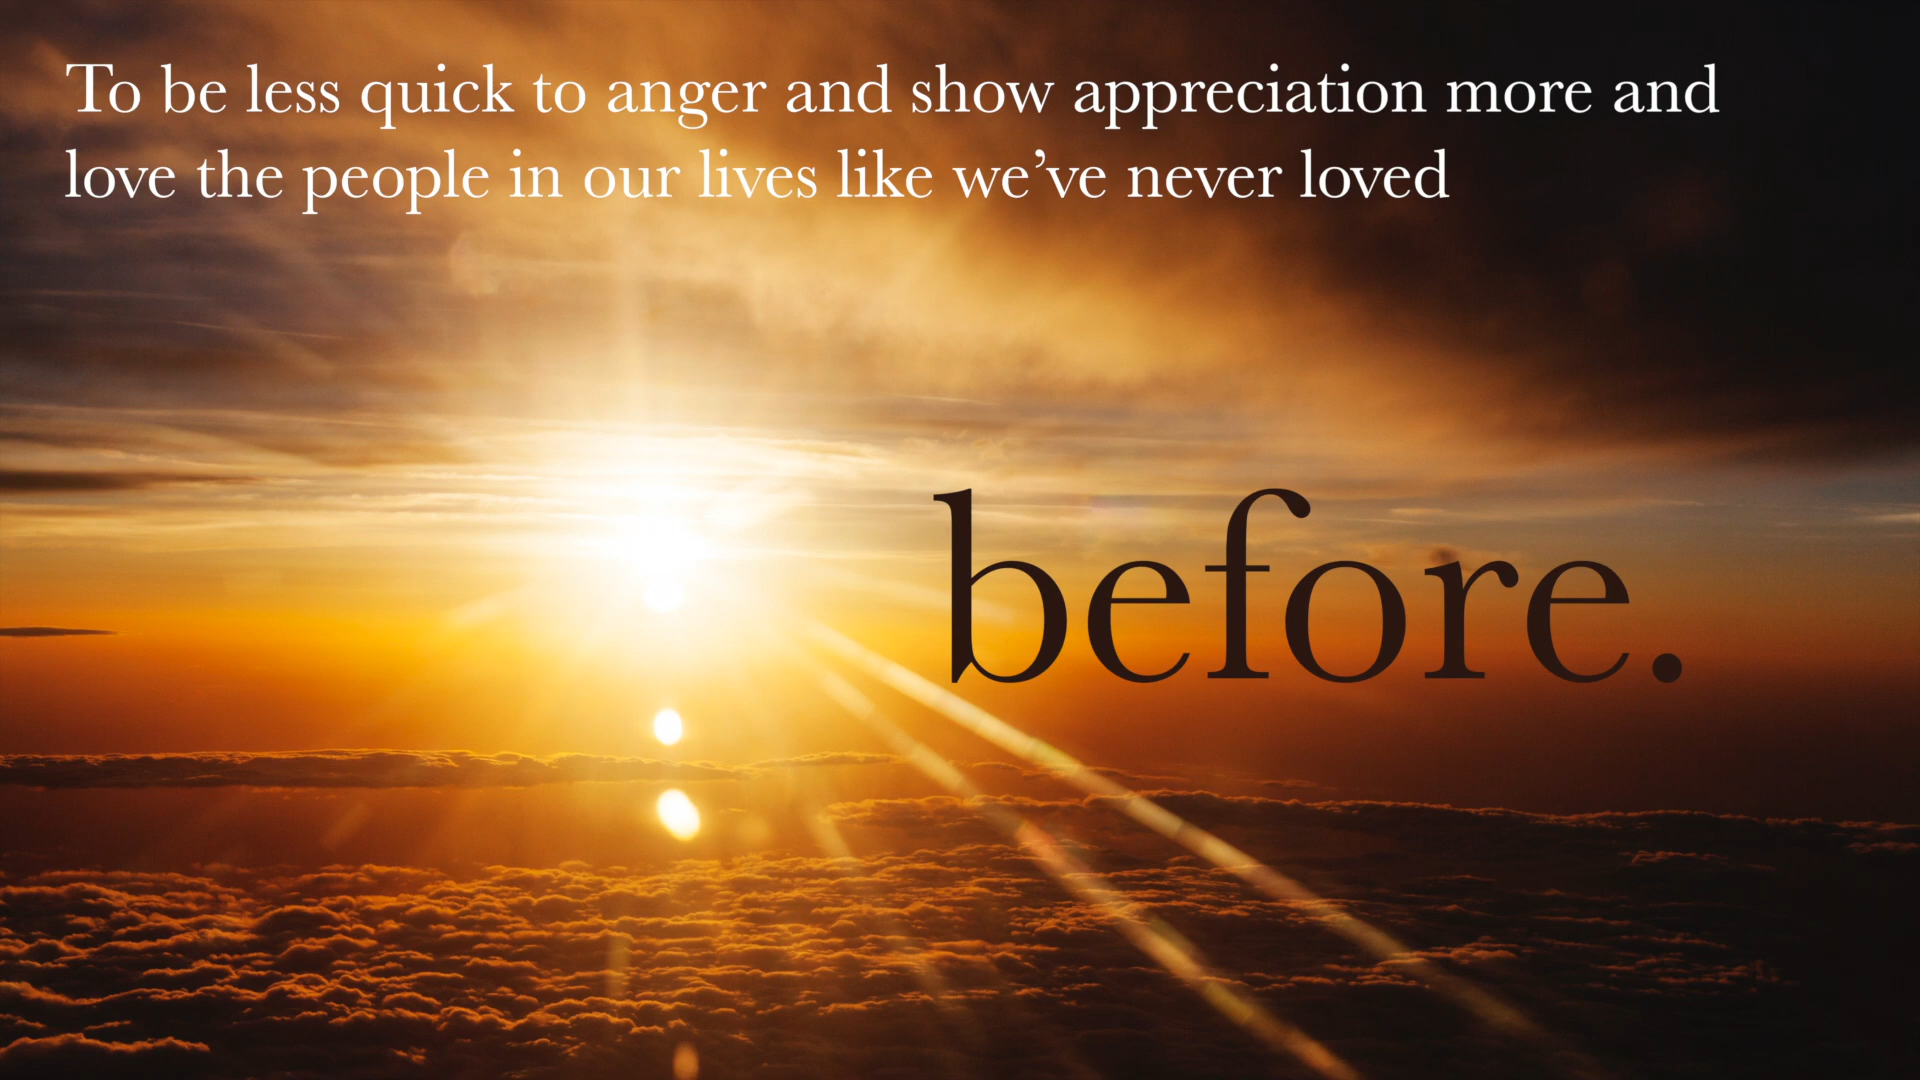 To be less quick to anger and show appreciation more and
love the people in our lives like we’ve never loved
before.